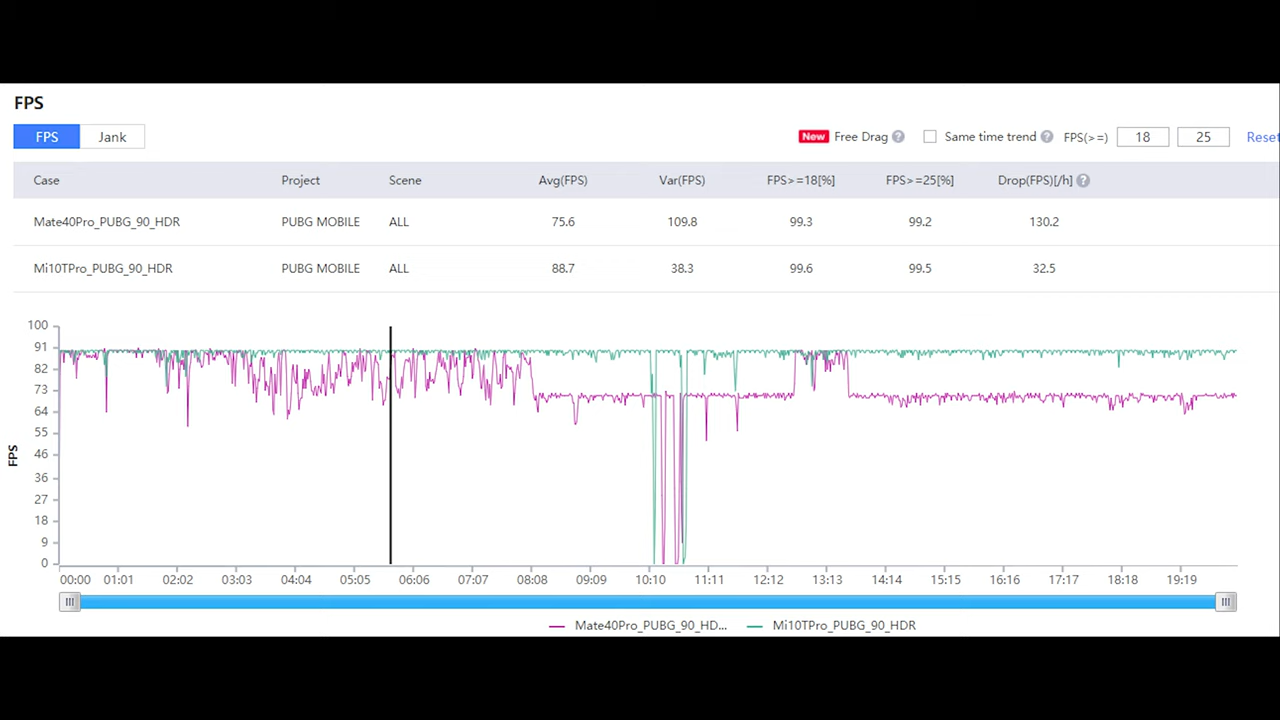 FPS
FPS Jank New Free Drag ? Same time trend ? FPS(>=) 18 25 Reset
Case Project Scene Avg(FPS) Var(FPS) FPS>=18[%] FPS>=25[%] Drop(FPS)[/h] ?
Mate40Pro_PUBG_90_HDR PUBG MOBILE ALL 75.6 109.8 99.3 99.2 130.2
Mi10TPro_PUBG_90_HDR PUBG MOBILE ALL 88.7 38.3 99.6 99.5 32.5
100
91
82
73
64
55
46
36
27
18
9
0
FPS
00:00 01:01 02:02 03:03 04:04 05:05 06:06 07:07 08:08 09:09 10:10 11:11 12:12 13:13 14:14 15:15 16:16 17:17 18:18 19:19
Mate40Pro_PUBG_90_HD... Mi10TPro_PUBG_90_HDR